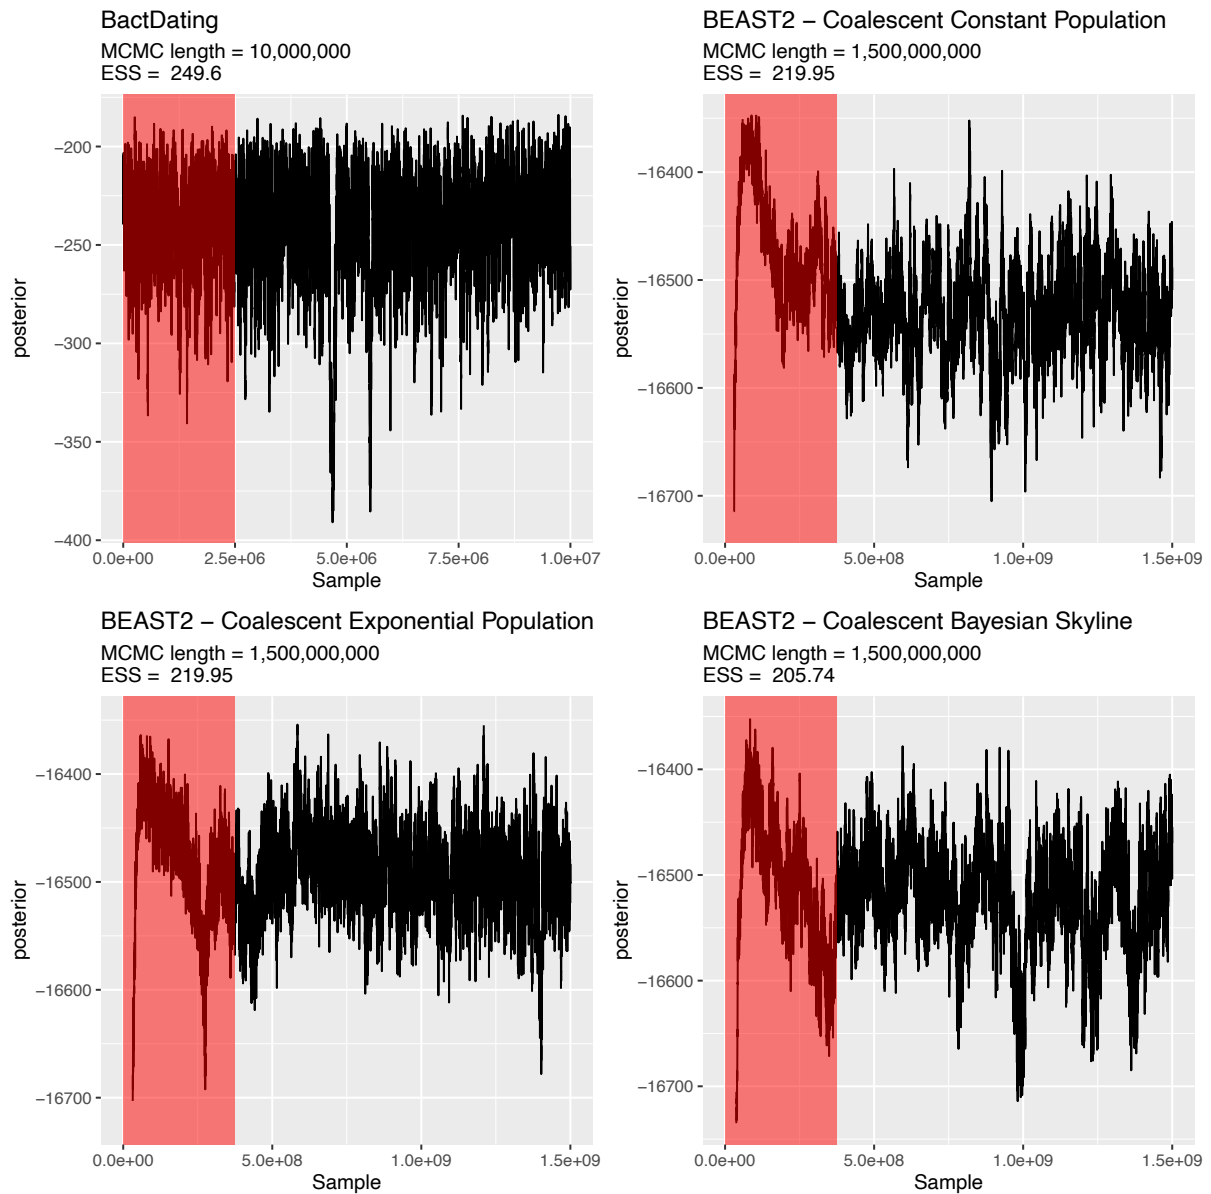 BactDating
MCMC length = 10,000,000
ESS =  249.6
−200
−250
−300
−350
−400
posterior
0.0e+00 2.5e+06 5.0e+06 7.5e+06 1.0e+07
Sample
BEAST2 − Coalescent Constant Population
MCMC length = 1,500,000,000
ESS =  219.95
−16400
−16500
−16600
−16700
posterior
0.0e+00 5.0e+08 1.0e+09 1.5e+09
Sample
BEAST2 − Coalescent Exponential Population
MCMC length = 1,500,000,000
ESS =  219.95
−16400
−16500
−16600
−16700
posterior
0.0e+00 5.0e+08 1.0e+09 1.5e+09
Sample
BEAST2 − Coalescent Bayesian Skyline
MCMC length = 1,500,000,000
ESS =  205.74
−16400
−16500
−16600
−16700
posterior
0.0e+00 5.0e+08 1.0e+09 1.5e+09
Sample